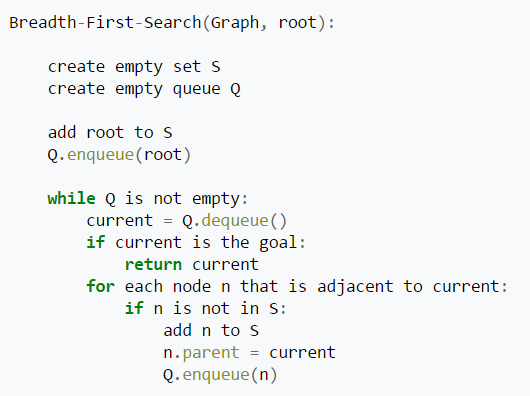 Breadth-First-Search(Graph, root):
create empty set S
create empty queue Q
add root to S
Q.enqueue(root)
while Q is not empty:
current = Q.dequeue()
if current is the goal:
return current
for each node n that is adjacent to current:
if n is not in S:
add n to S
n.parent = current
Q.enqueue(n)